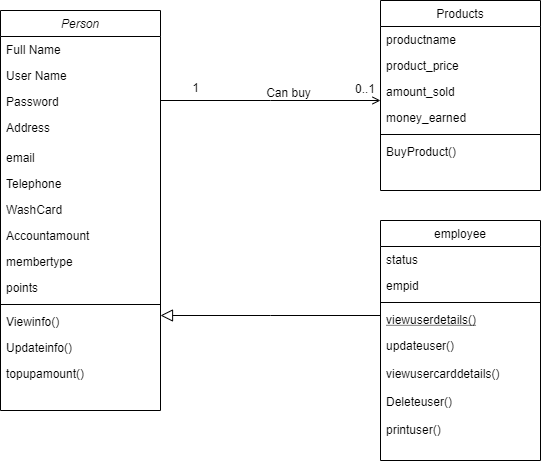 Person
Full Name
User Name
Password
Address
email
Telephone
WashCard
Accountamount
membertype
points
Viewinfo()
Updateinfo()
topupamount()
1
Can buy
0..1
Products
productname
product_price
amount_sold
money_earned
BuyProduct()
employee
status
empid
viewuserdetails()
updateuser()
viewusercarddetails()
Deleteuser()
printuser()